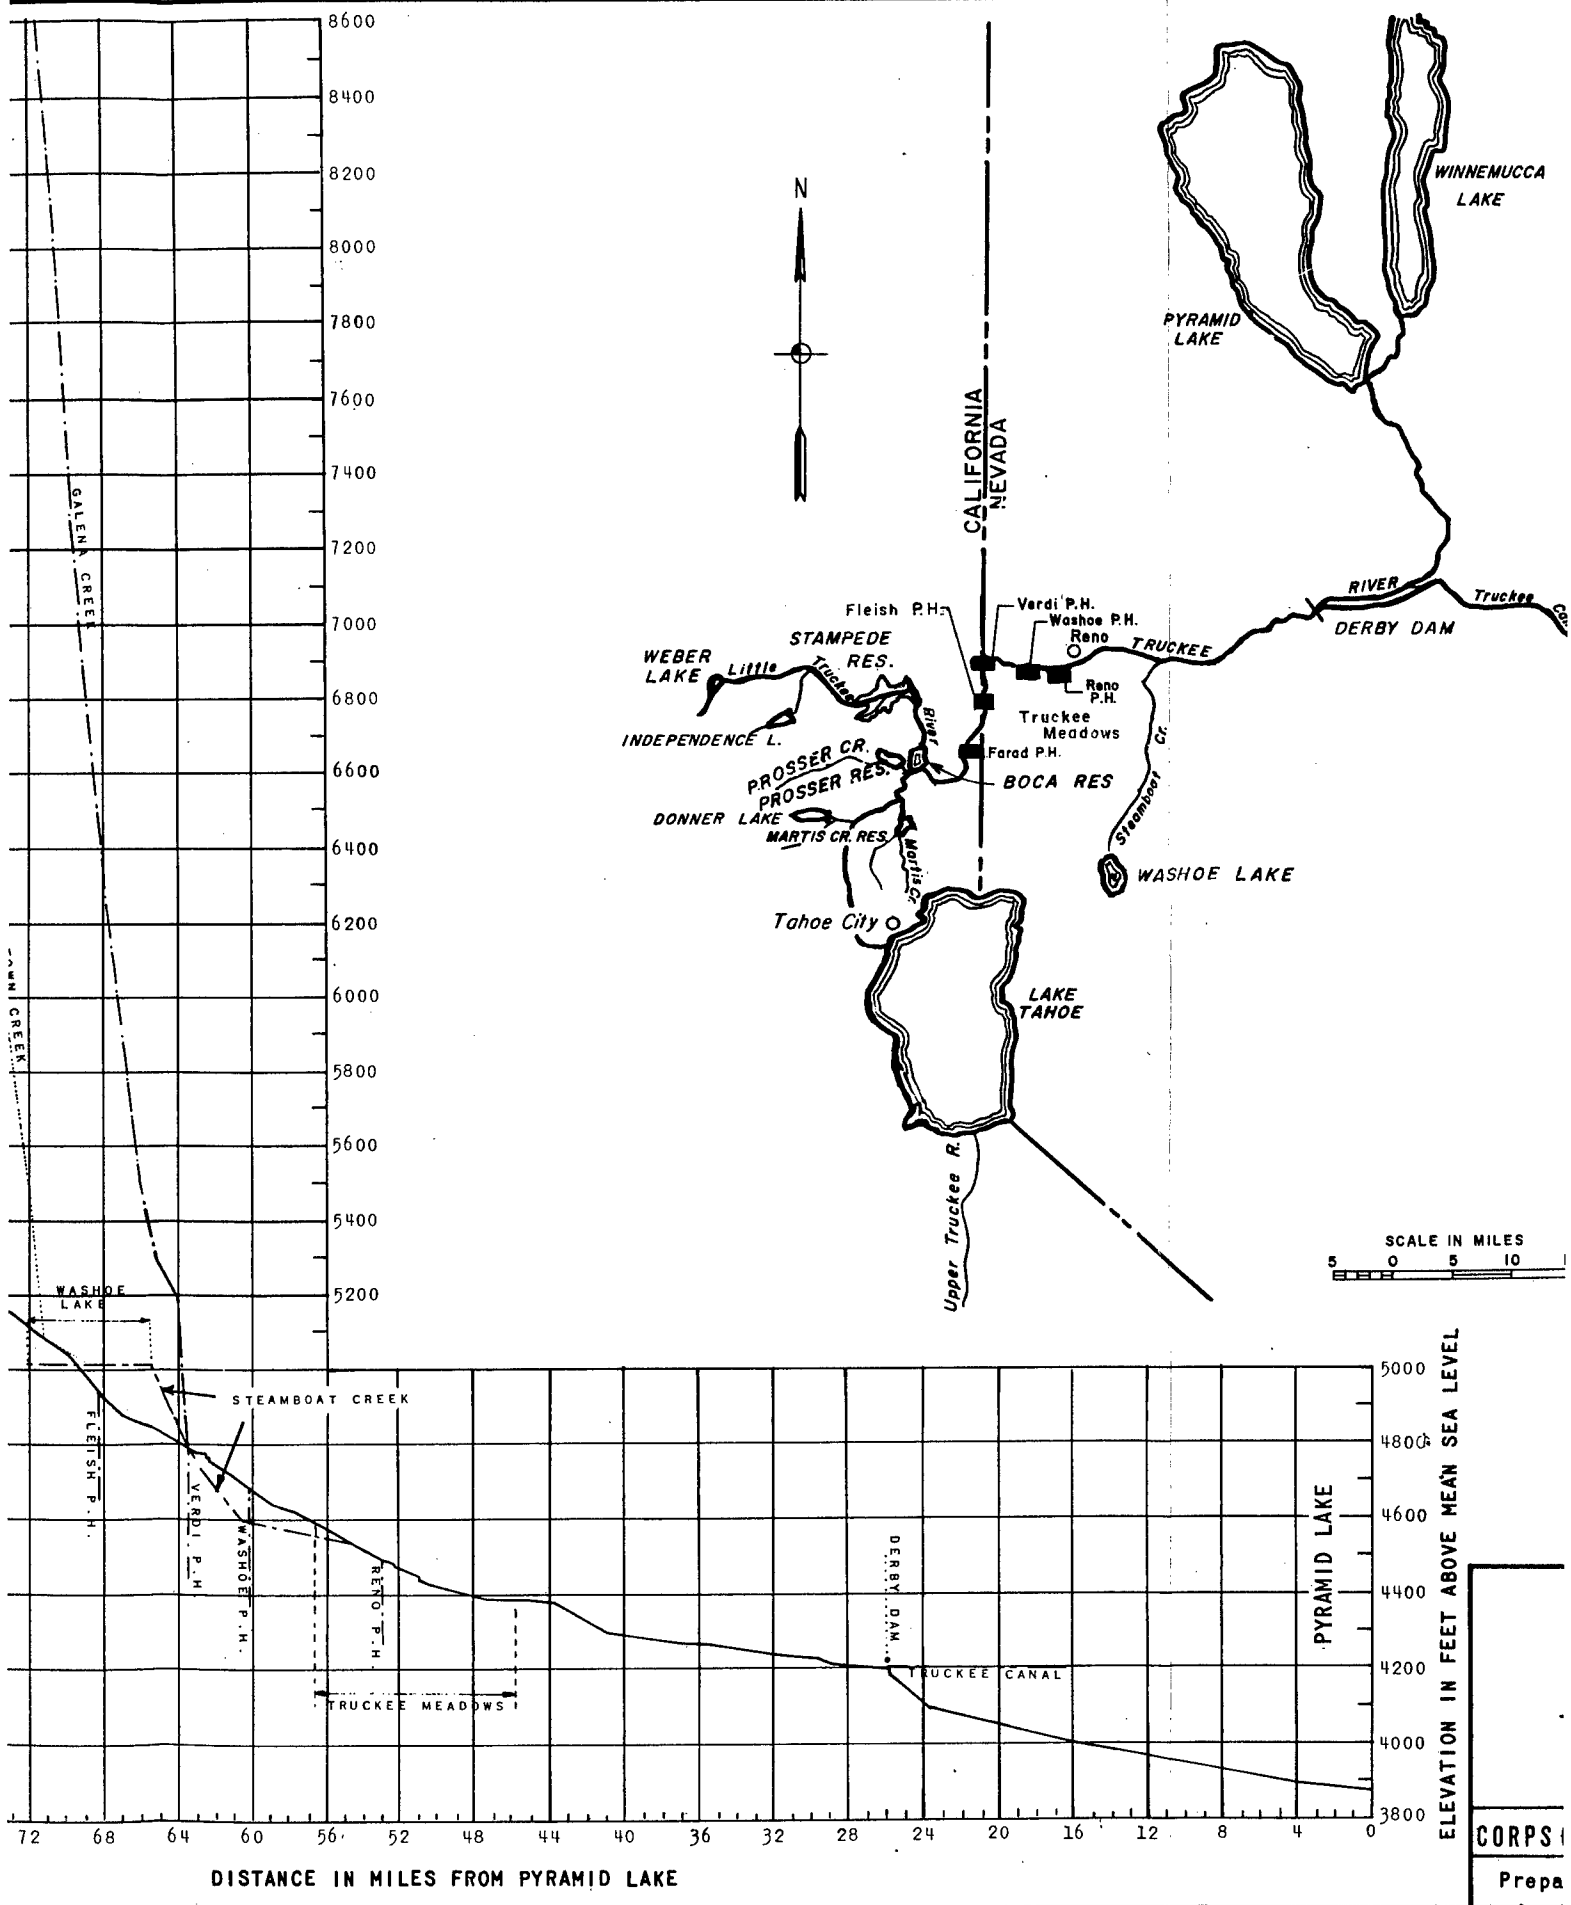 8600
8400
8200
8000
7800
7600
7400
7200
7000
6800
6600
6400
6200
6000
5800
5600
5400
5200
GALENA CREEK
CREEK
WASHOE
LAKE
STEAMBOAT CREEK
FLEISH P.H.
VERDI P.H.
WASHOE P.H.
RENO P.H.
TRUCKEE MEADOWS
DERBY DAM
TRUCKEE CANAL
PYRAMID LAKE
5000
4800
4600
4400
4200
4000
3800
ELEVATION IN FEET ABOVE MEAN SEA LEVEL
72 68 64 60 56 52 48 44 40 36 32 28 24 20 16 12 8 4 0
DISTANCE IN MILES FROM PYRAMID LAKE
N
CALIFORNIA
NEVADA
WINNEMUCCA
LAKE
PYRAMID
LAKE
RIVER
Truckee
DERBY DAM
TRUCKEE
Fleish P.H.
Verdi P.H.
Washoe P.H.
Reno
Reno
P.H.
Truckee
Meadows
Farad P.H.
STAMPEDE
RES.
WEBER
LAKE
Little
Truckee
River
INDEPENDENCE L.
PROSSER CR.
PROSSER RES.
BOCA RES
DONNER LAKE
MARTIS CR. RES.
Martis Cr.
Steamboat Cr.
WASHOE LAKE
Tahoe City
LAKE
TAHOE
Upper Truckee R.
SCALE IN MILES
5 0 5 10
CORPS
Prepa